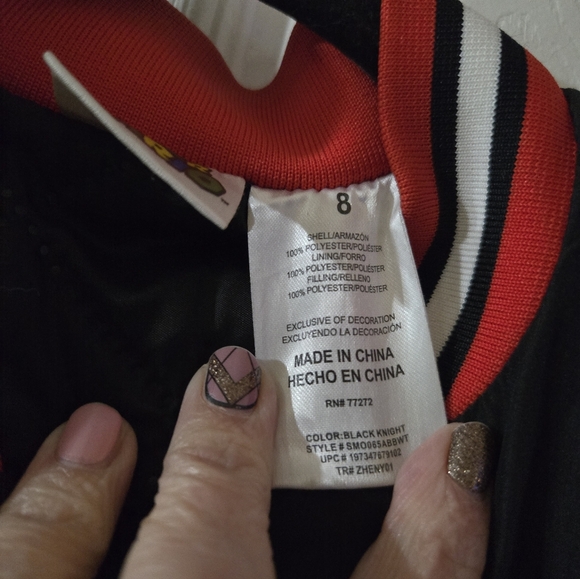 8
SHELL/ARMAZÓN
100% POLYESTER/POLIÉSTER
LINING/FORRO
100% POLYESTER/POLIÉSTER
FILLING/RELLENO
100% POLYESTER/POLIÉSTER
EXCLUSIVE OF DECORATION
EXCLUYENDO LA DECORACIÓN
MADE IN CHINA
HECHO EN CHINA
RN# 77272
COLOR:BLACK KNIGHT
STYLE # SMO065ABBWT
UPC # 197347679102
TR# ZHENY01